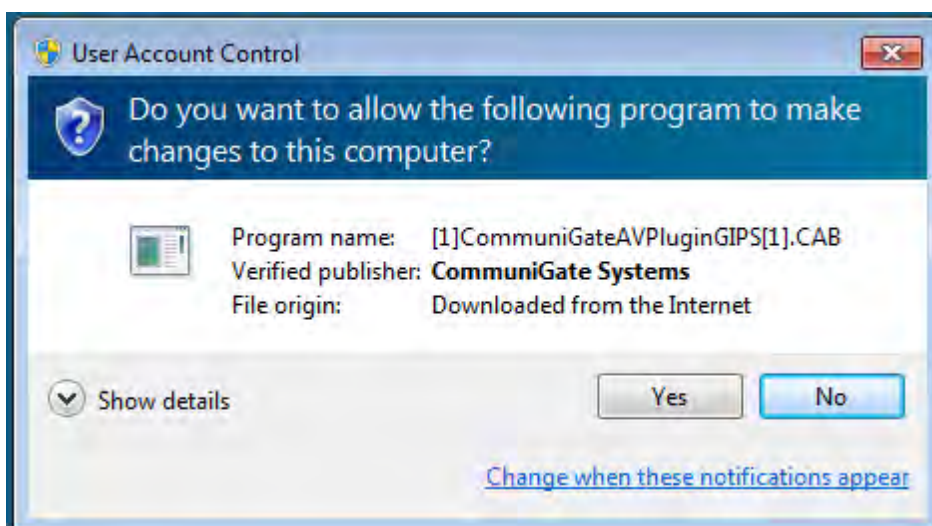 User Account Control
Do you want to allow the following program to make
changes to this computer?
Program name: [1]CommuniGateAVPluginGIPS[1].CAB
Verified publisher: CommuniGate Systems
File origin: Downloaded from the Internet
Show details
Yes
No
Change when these notifications appear